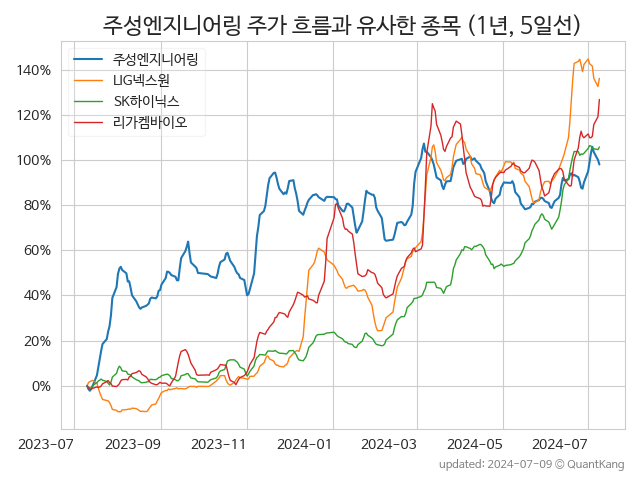 주성엔지니어링 주가 흐름과 유사한 종목 (1년, 5일선)
주성엔지니어링
LIG넥스원
SK하이닉스
리가켐바이오
140%
120%
100%
80%
60%
40%
20%
0%
2023-07 2023-09 2023-11 2024-01 2024-03 2024-05 2024-07
updated: 2024-07-09 © QuantKang